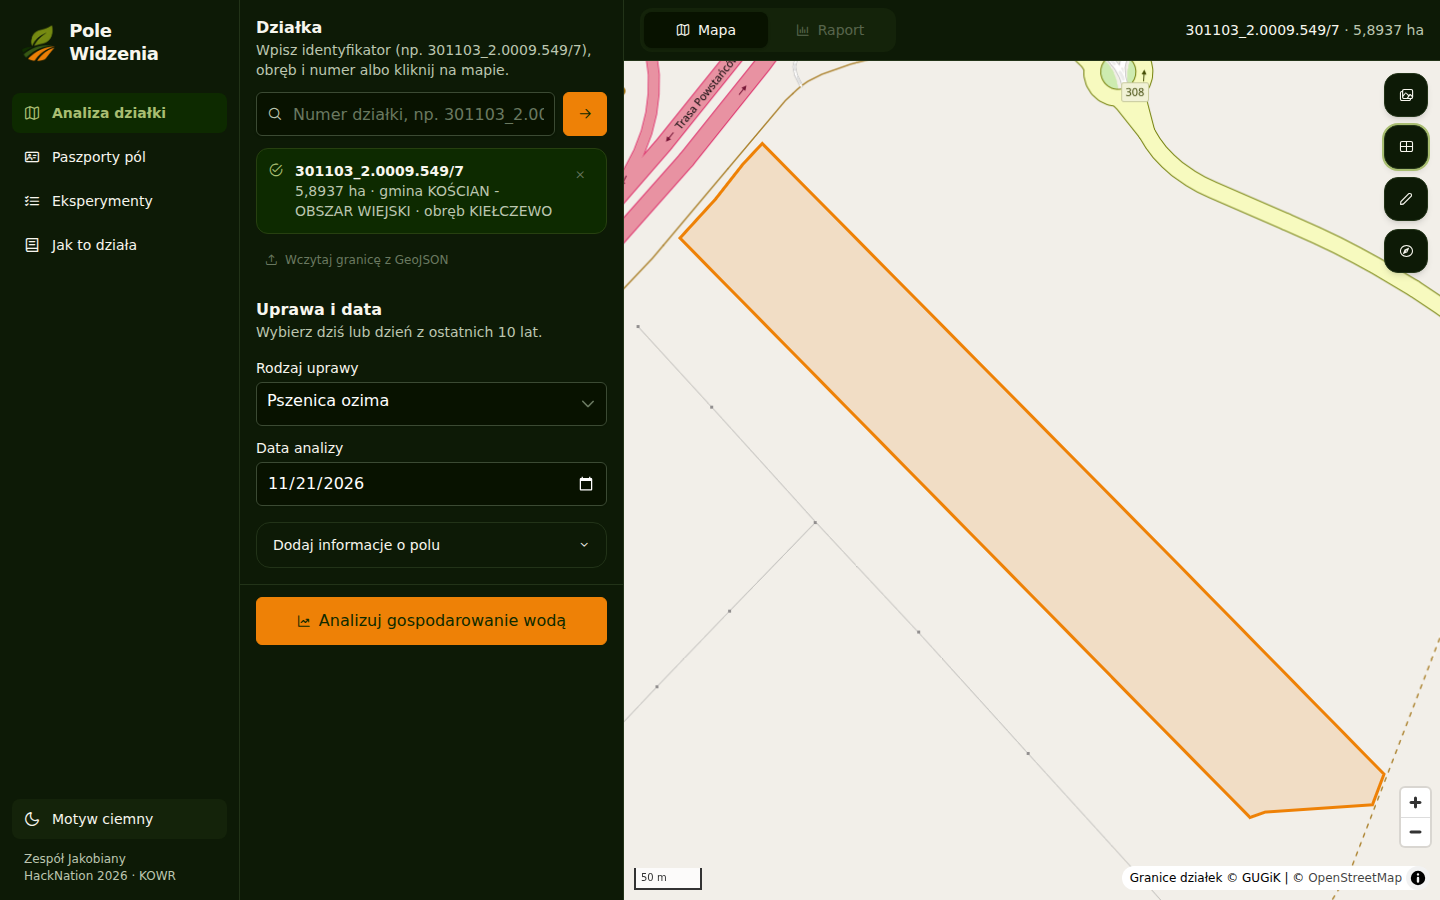 Pole
Widzenia
Analiza działki
Paszporty pól
Eksperymenty
Jak to działa
Motyw ciemny
Zespół Jakobiany
HackNation 2026 · KOWR
Działka
Wpisz identyfikator (np. 301103_2.0009.549/7),
obręb i numer albo kliknij na mapie.
Numer działki, np. 301103_2.00
301103_2.0009.549/7
5,8937 ha · gmina KOŚCIAN -
OBSZAR WIEJSKI · obręb KIEŁCZEWO
Wczytaj granicę z GeoJSON
Uprawa i data
Wybierz dziś lub dzień z ostatnich 10 lat.
Rodzaj uprawy
Pszenica ozima
Data analizy
11/21/2026
Dodaj informacje o polu
Analizuj gospodarowanie wodą
Mapa
Raport
301103_2.0009.549/7 · 5,8937 ha
Trasa Powstańców
308
50 m
Granice działek © GUGiK | © OpenStreetMap